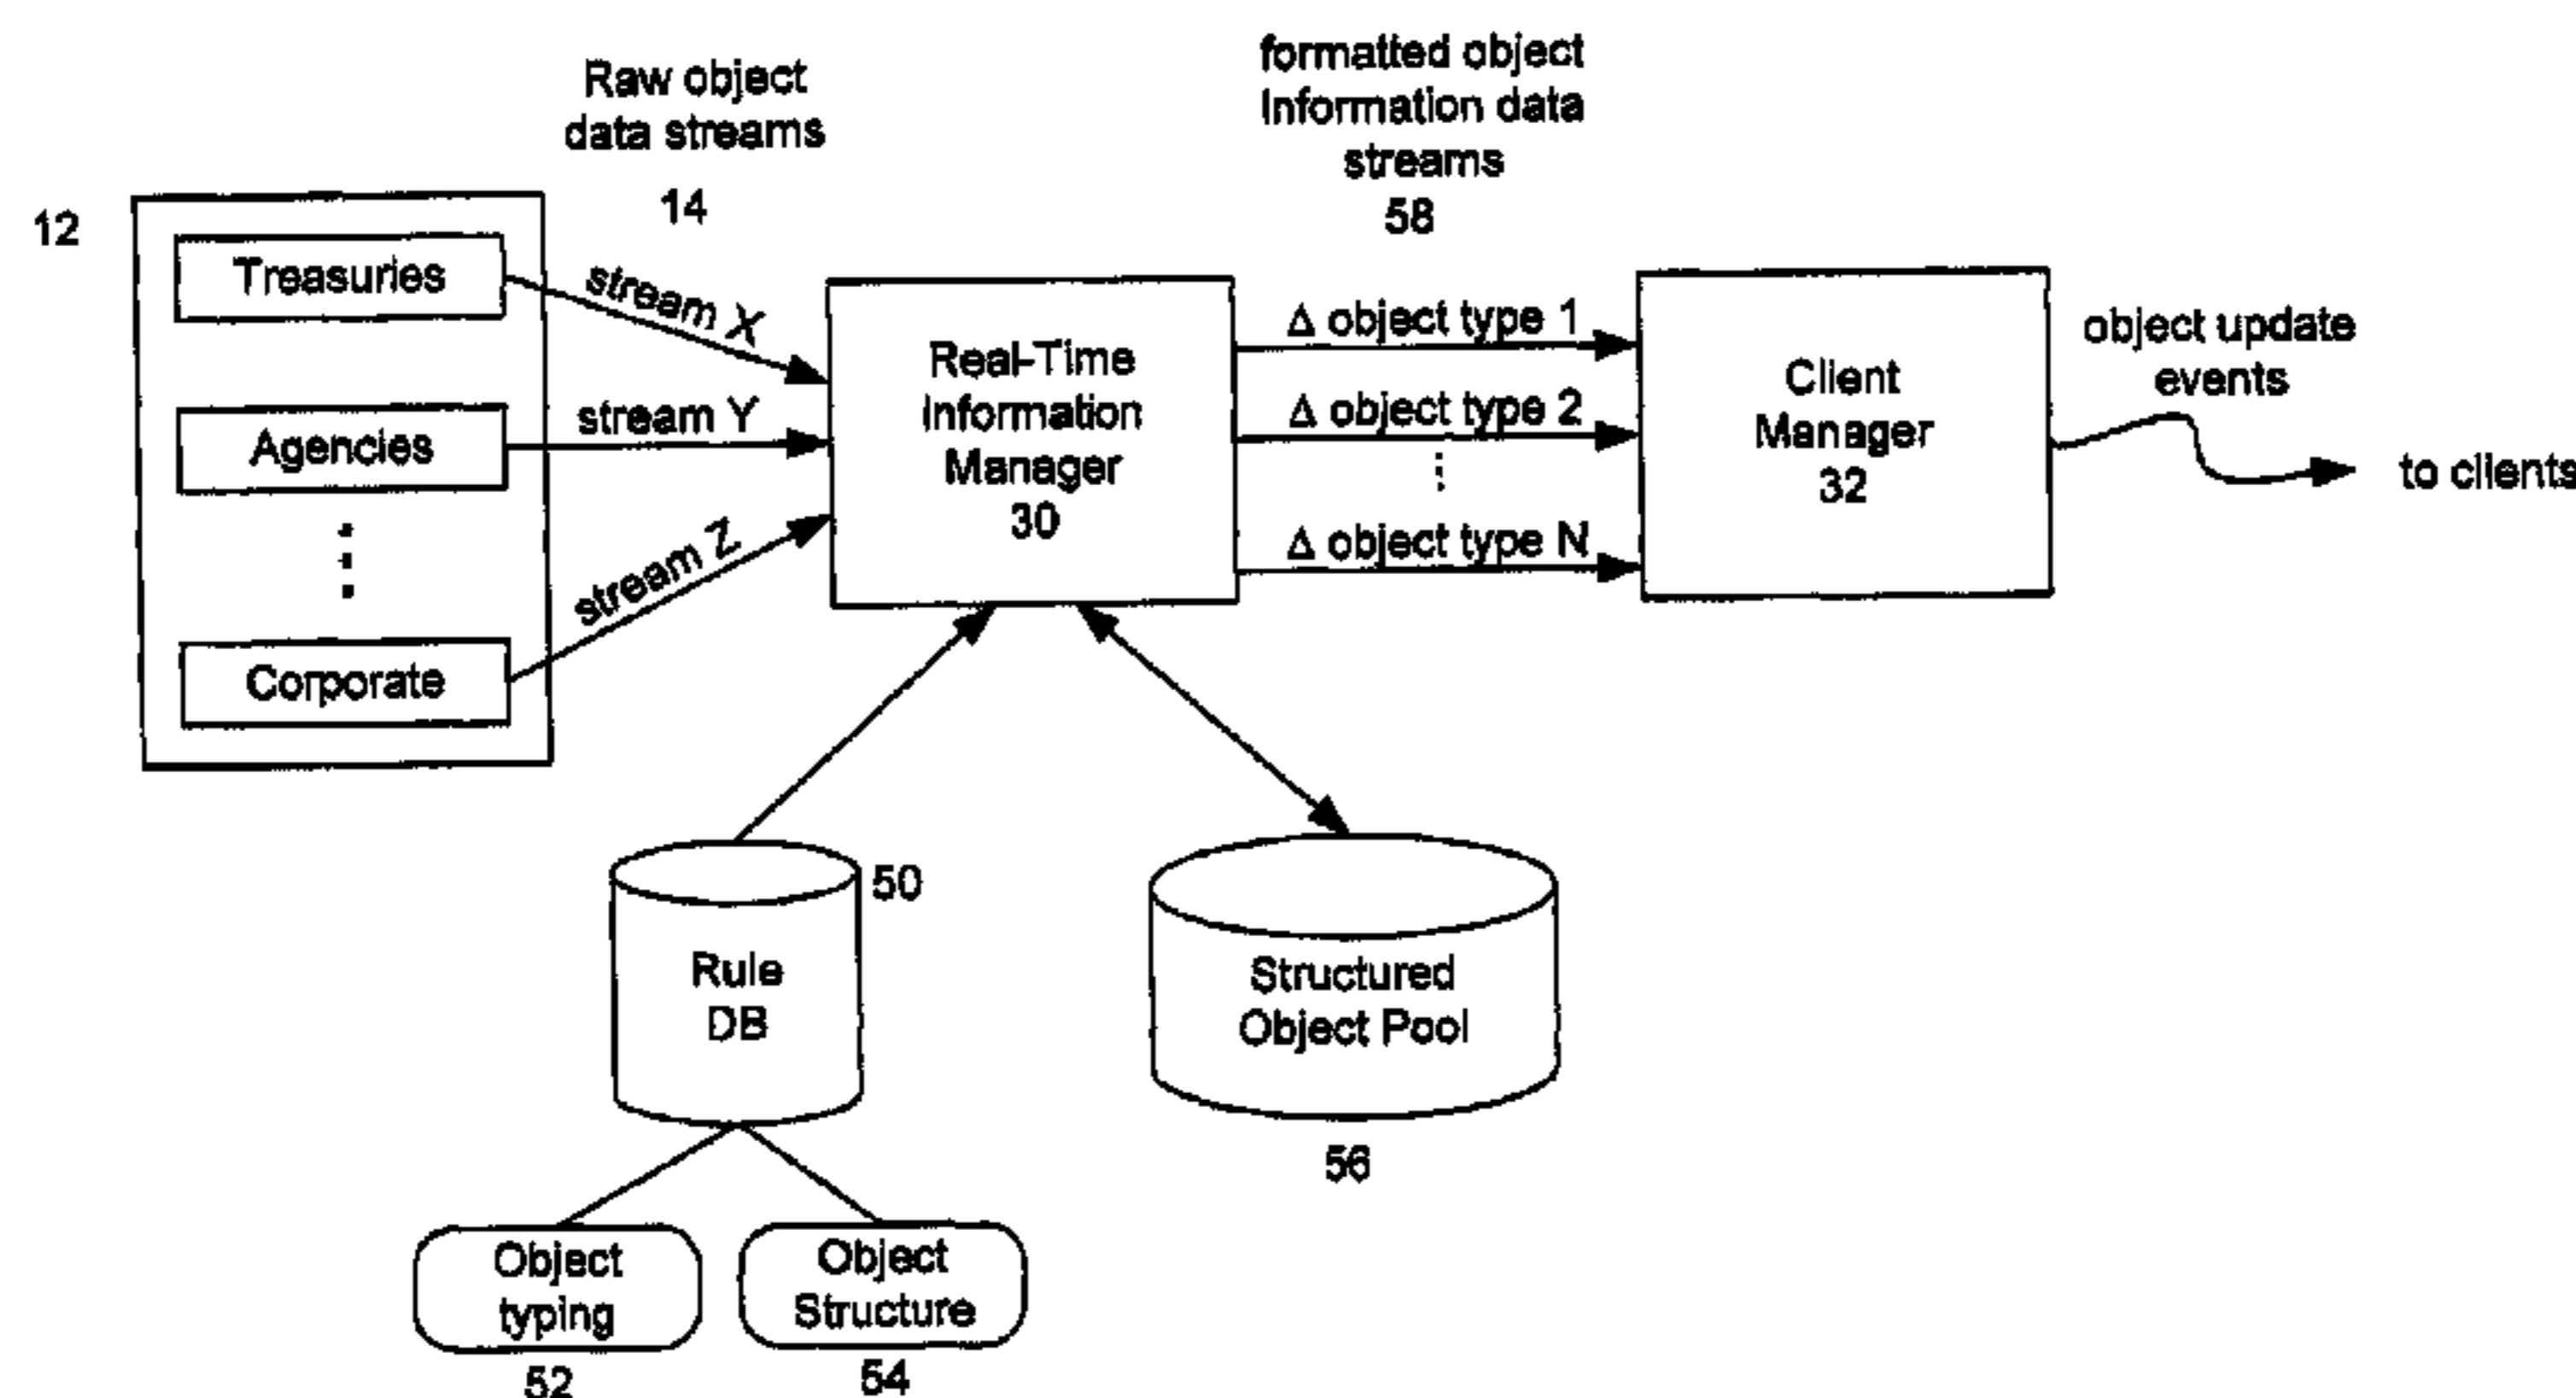 Raw object
data streams
14
formatted object
Information data
streams
58
12
Treasuries
Agencies
Corporate
stream X
stream Y
stream Z
Real-Time
Information
Manager
30
Δ object type 1
Δ object type 2
Δ object type N
Client
Manager
32
object update
events
to clients
50
Rule
DB
Structured
Object Pool
56
Object
typing
52
Object
Structure
54